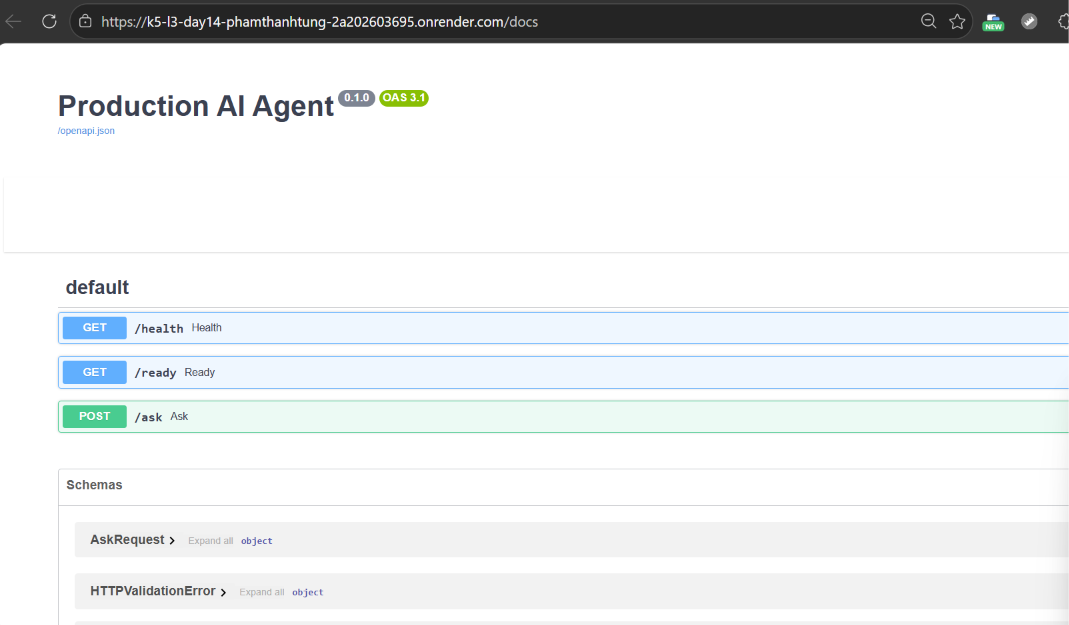 https://k5-l3-day14-phamthanhtung-2a202603695.onrender.com/docs
NEW
Production AI Agent 0.1.0 OAS 3.1
/openapi.json
default
GET /health Health
GET /ready Ready
POST /ask Ask
Schemas
AskRequest Expand all object
HTTPValidationError Expand all object